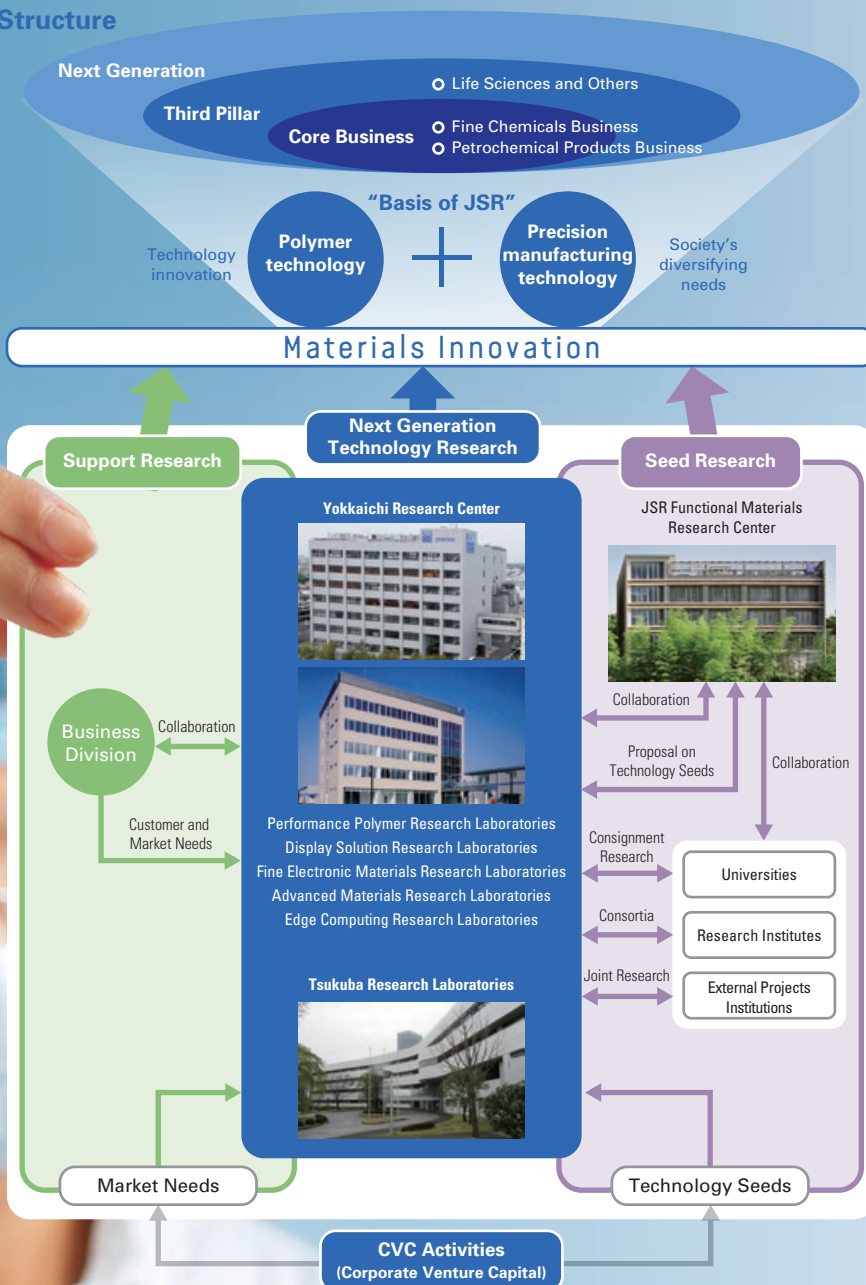 Structure
Next Generation
Life Sciences and Others
Third Pillar
Core Business
Fine Chemicals Business
Petrochemical Products Business
“Basis of JSR”
Technology
innovation
Polymer
technology
Precision
manufacturing
technology
Society's
diversifying
needs
Materials Innovation
Next Generation
Technology Research
Support Research
Seed Research
Yokkaichi Research Center
JSR Functional Materials
Research Center
Business
Division
Collaboration
Customer and
Market Needs
Collaboration
Proposal on
Technology Seeds
Collaboration
Performance Polymer Research Laboratories
Display Solution Research Laboratories
Fine Electronic Materials Research Laboratories
Advanced Materials Research Laboratories
Edge Computing Research Laboratories
Consignment
Research
Universities
Consortia
Research Institutes
Joint Research
External Projects
Institutions
Tsukuba Research Laboratories
Market Needs
Technology Seeds
CVC Activities
(Corporate Venture Capital)